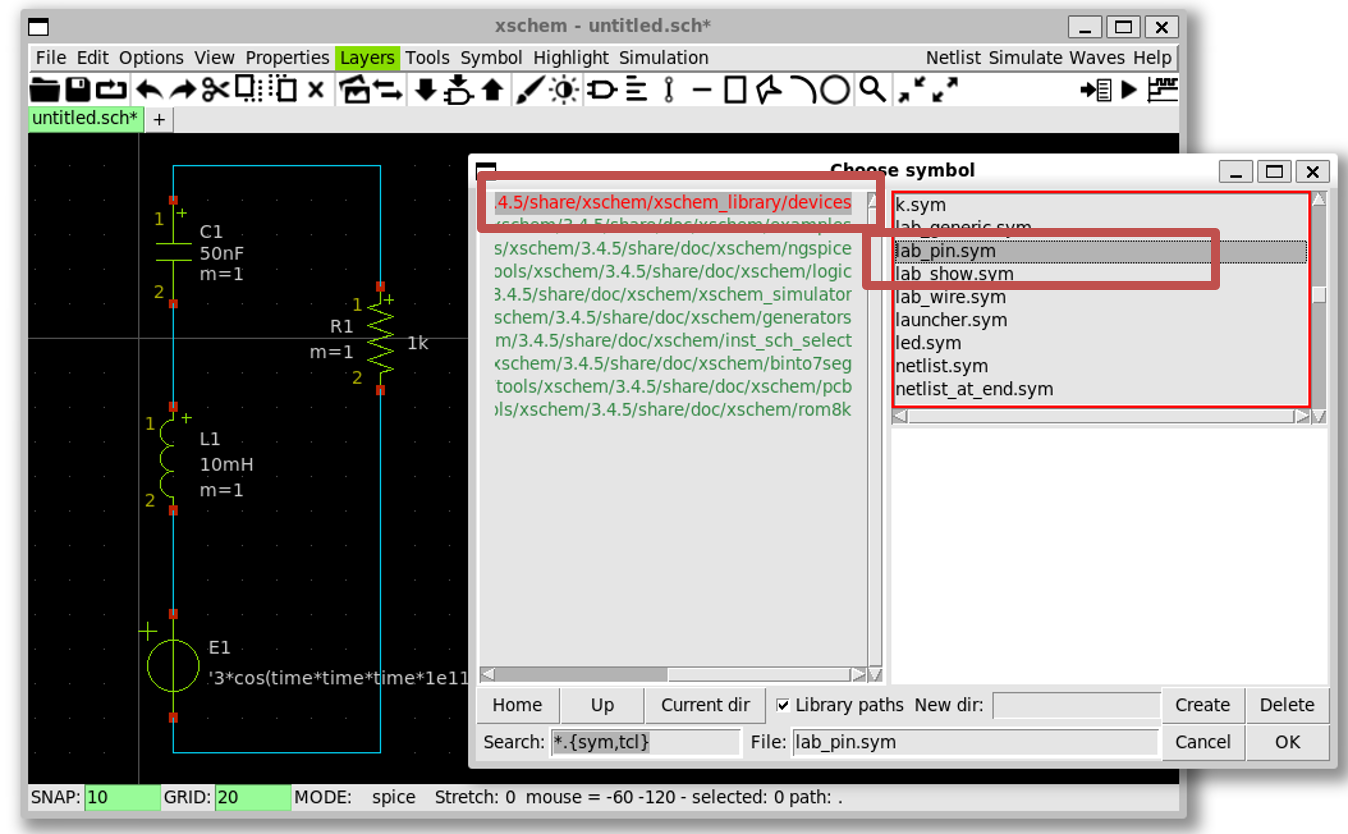 xschem - untitled.sch*
File Edit Options View Properties Layers Tools Symbol Highlight Simulation Netlist Simulate Waves Help
untitled.sch* +
1
C1
50nF
m=1
2
1
R1
1k
m=1
2
1
L1
10mH
m=1
2
E1
'3*cos(time*time*time*1e11
Choose symbol
.4.5/share/xschem/xschem_library/devices
xschem/3.4.5/share/doc/xschem/examples
s/xschem/3.4.5/share/doc/xschem/ngspice
ools/xschem/3.4.5/share/doc/xschem/logic
3.4.5/share/doc/xschem/xschem_simulator
schem/3.4.5/share/doc/xschem/generators
m/3.4.5/share/doc/xschem/inst_sch_select
xschem/3.4.5/share/doc/xschem/binto7seg
tools/xschem/3.4.5/share/doc/xschem/pcb
ls/xschem/3.4.5/share/doc/xschem/rom8k
k.sym
lab_generic.sym
lab_pin.sym
lab_show.sym
lab_wire.sym
launcher.sym
led.sym
netlist.sym
netlist_at_end.sym
Home Up Current dir Library paths New dir: Create Delete
Search: *.{sym,tcl} File: lab_pin.sym Cancel OK
SNAP: 10 GRID: 20 MODE: spice Stretch: 0 mouse = -60 -120 - selected: 0 path: .